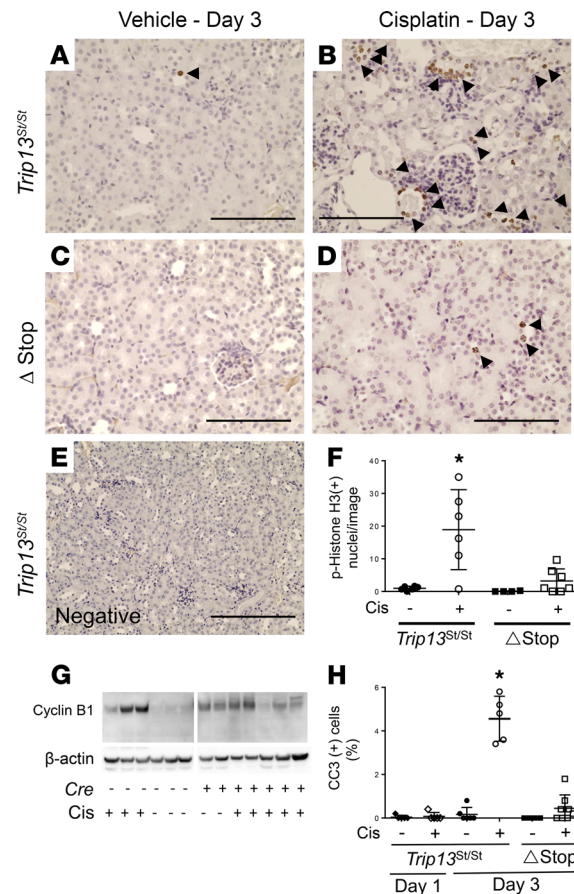 Vehicle - Day 3
Cisplatin - Day 3
A
B
Trip13St/St
C
D
Δ Stop
E
Trip13St/St
Negative
F
p-Histone H3(+)
nuclei/image
40
30
20
10
0
*
Cis - + - +
Trip13St/St △Stop
G
Cyclin B1
β-actin
Cre - - - - - - + + + + + + +
Cis + + + - - - - - + + + + +
H
CC3 (+) cells
(%)
6
4
2
0
*
Cis - + - + - +
Trip13St/St △Stop
Day 1 Day 3